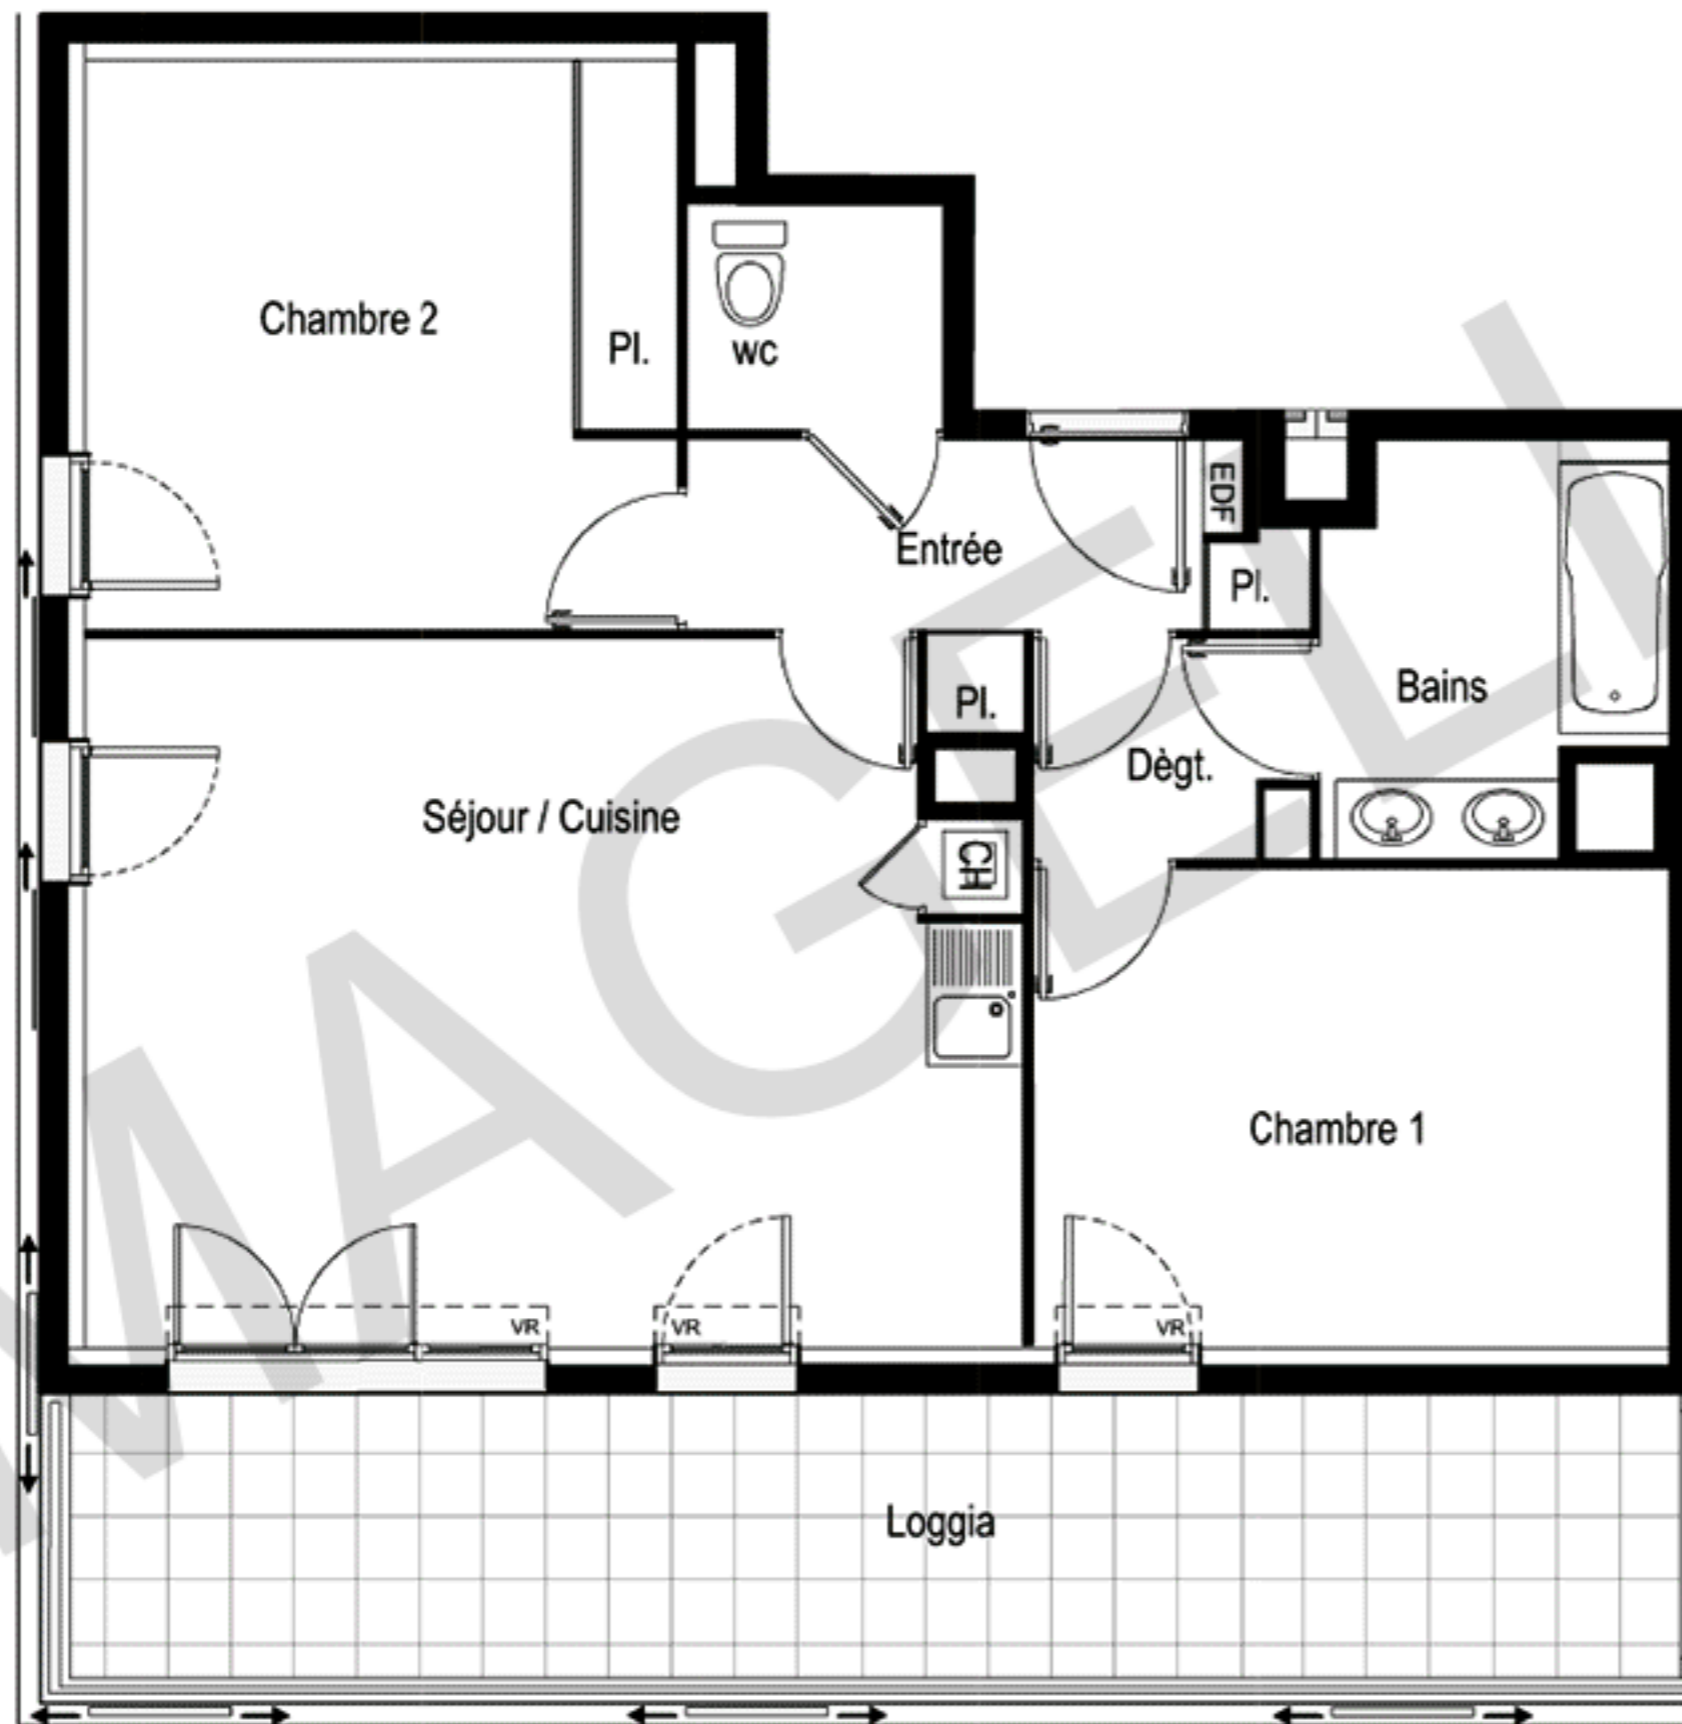 Chambre 2
Pl.
wc
EDF
Entrée
Pl.
Pl.
Bains
Dègt.
Séjour / Cuisine
CH
Chambre 1
VR
VR
VR
Loggia
MAGELI